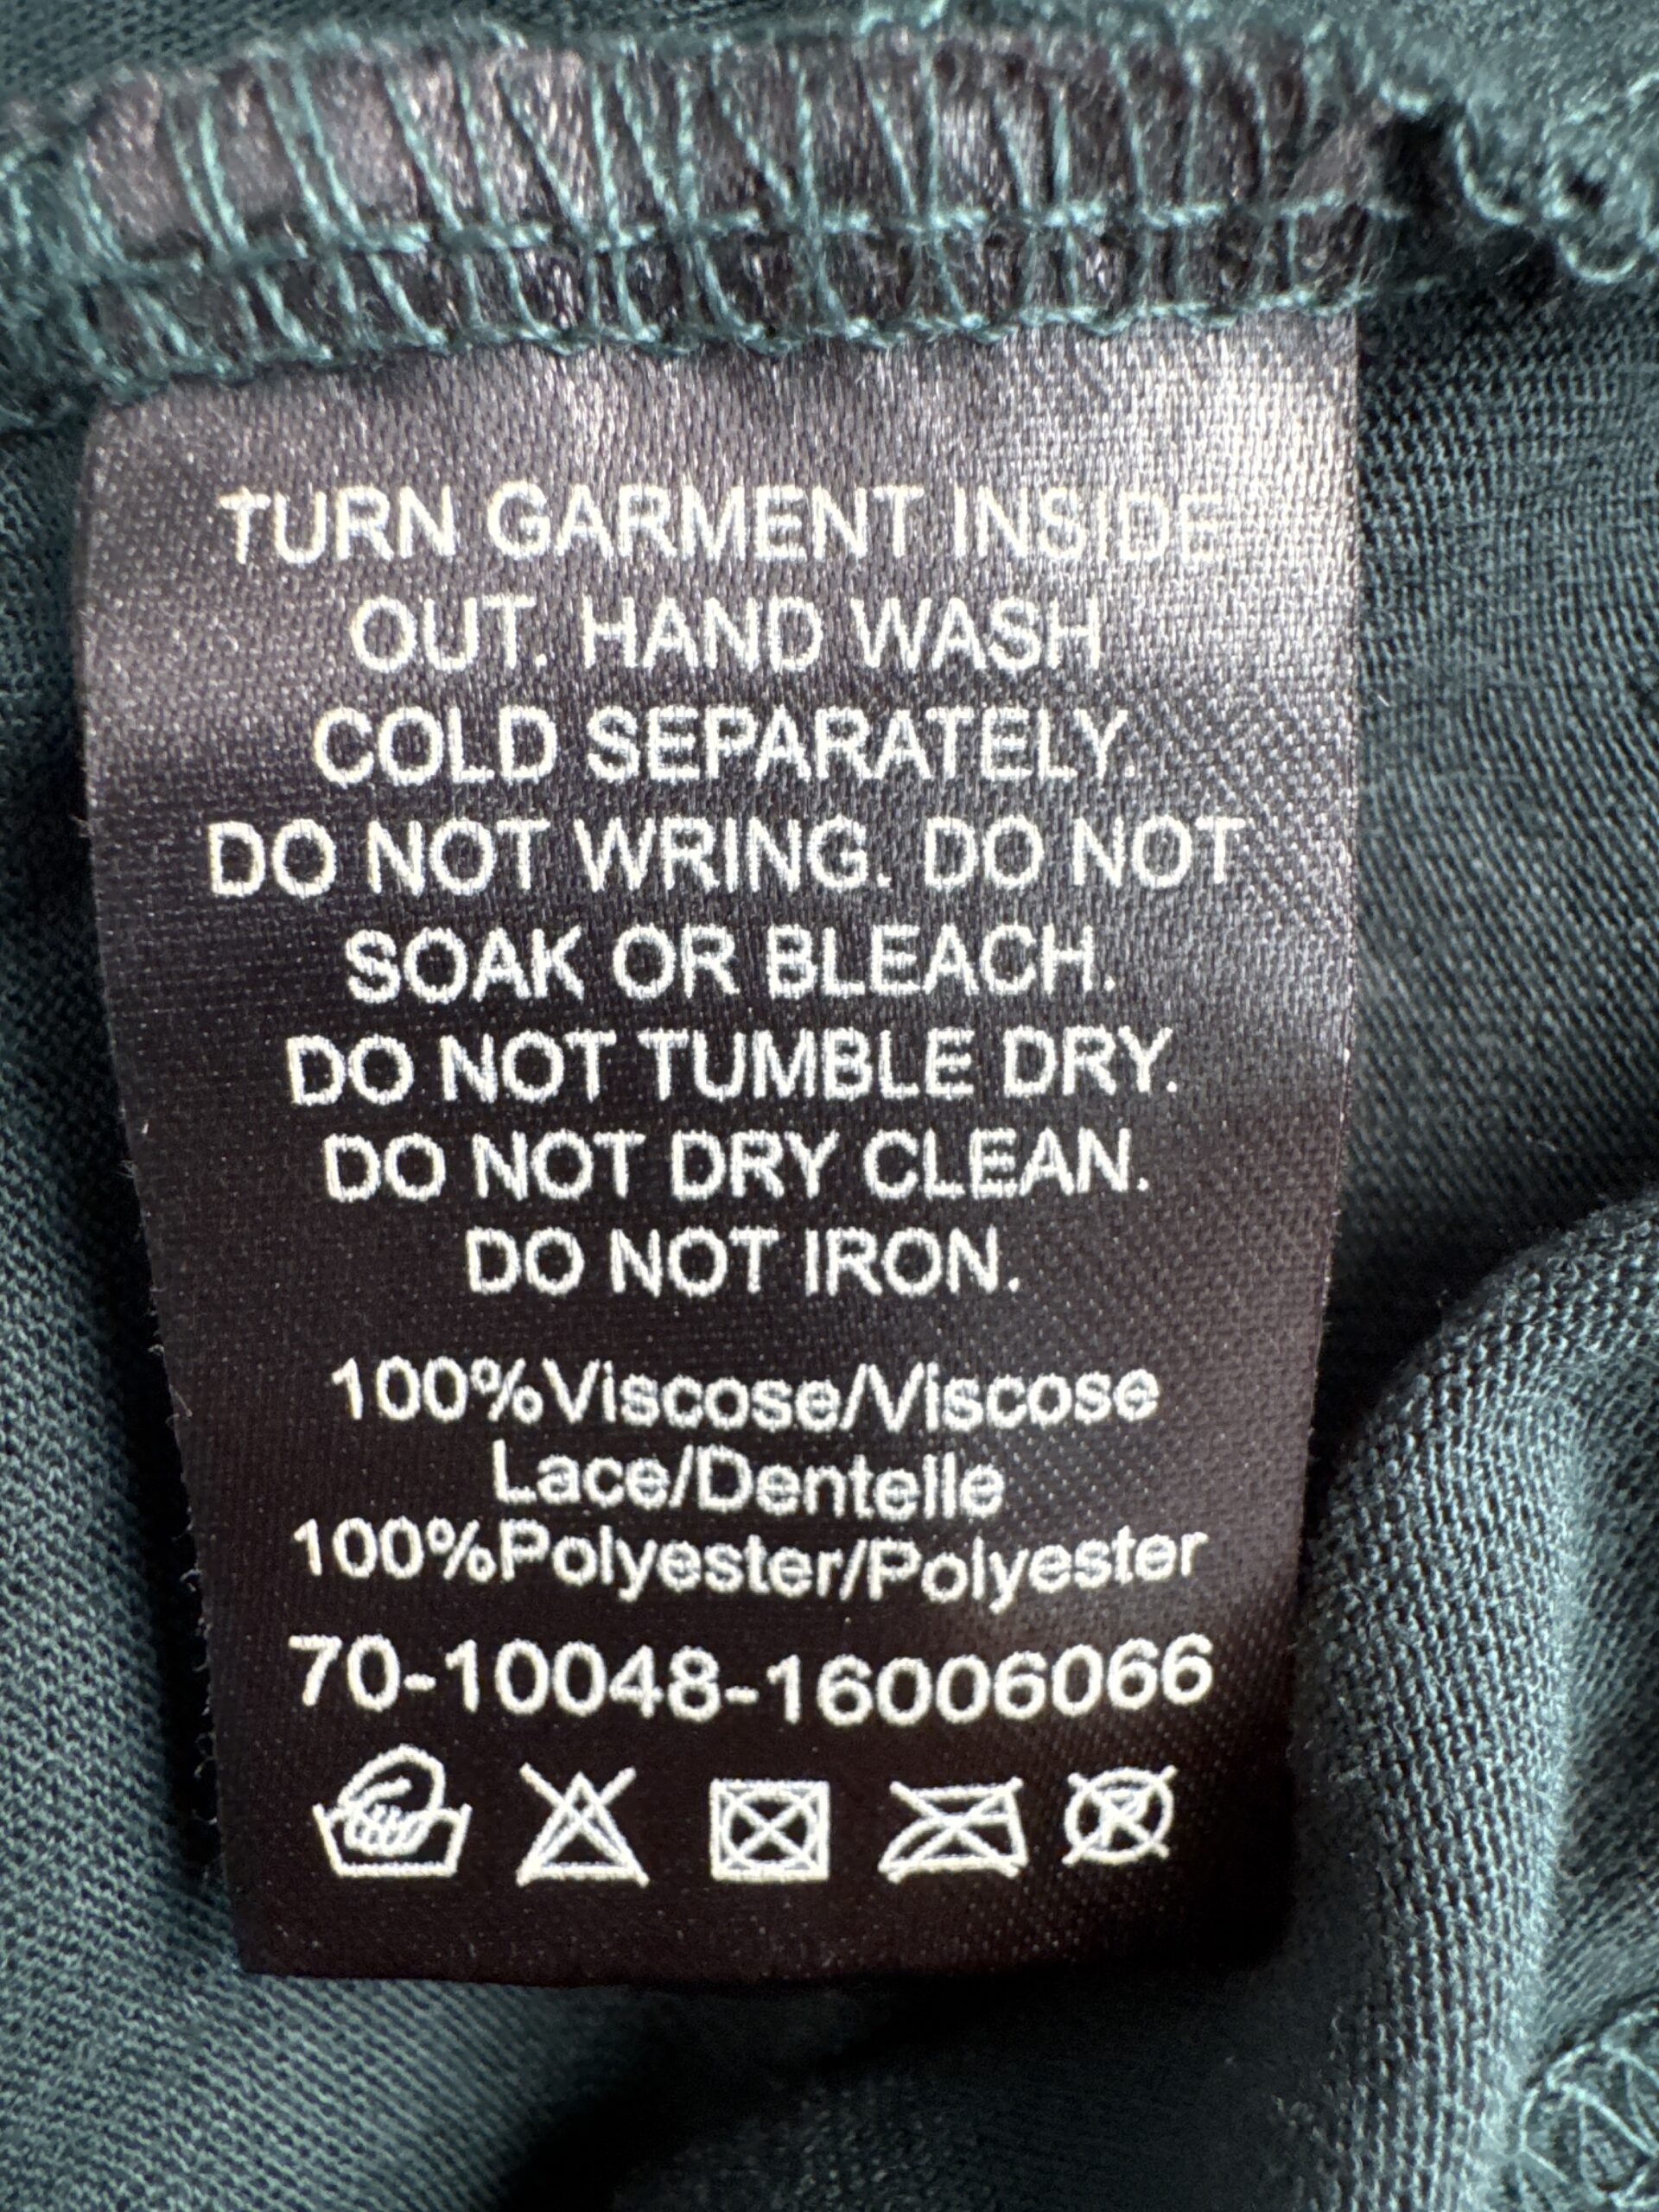 TURN GARMENT INSIDE
OUT. HAND WASH
COLD SEPARATELY.
DO NOT WRING. DO NOT
SOAK OR BLEACH.
DO NOT TUMBLE DRY.
DO NOT DRY CLEAN.
DO NOT IRON.
100%Viscose/Viscose
Lace/Dentelle
100%Polyester/Polyester
70-10048-16006066